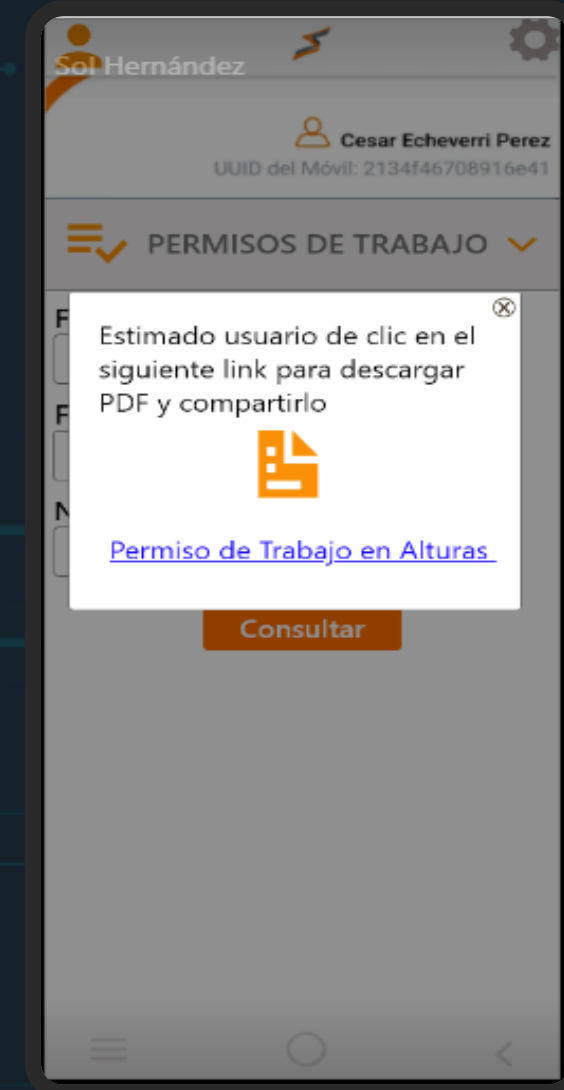 Sol Hernández
Cesar Echeverri Perez
UUID del Móvil: 2134f46708916e41
PERMISOS DE TRABAJO
F
Estimado usuario de clic en el
siguiente link para descargar
F
PDF y compartirlo
N
Permiso de Trabajo en Alturas
Consultar